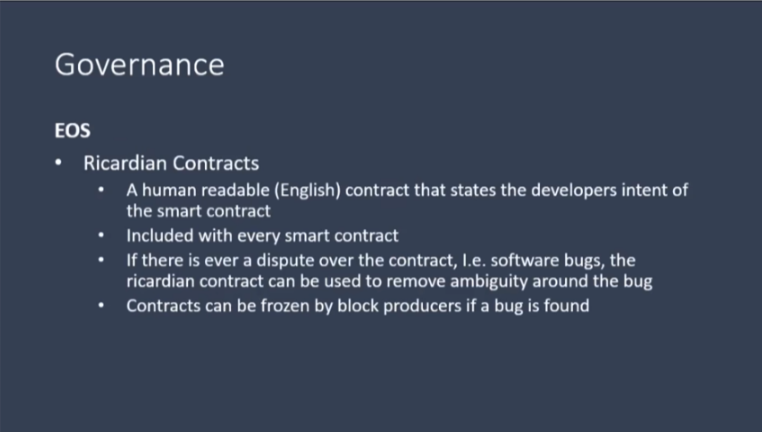 Governance
EOS
• Ricardian Contracts
• A human readable (English) contract that states the developers intent of
the smart contract
• Included with every smart contract
• If there is ever a dispute over the contract, I.e. software bugs, the
ricardian contract can be used to remove ambiguity around the bug
• Contracts can be frozen by block producers if a bug is found